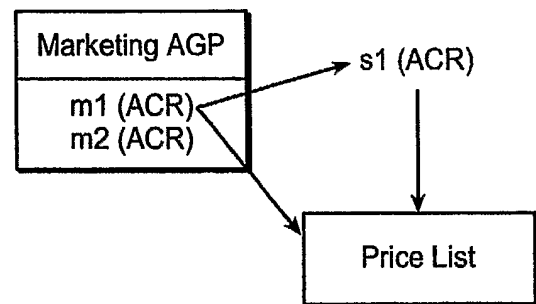 Marketing AGP
s1 (ACR)
m1 (ACR)
m2 (ACR)
Price List